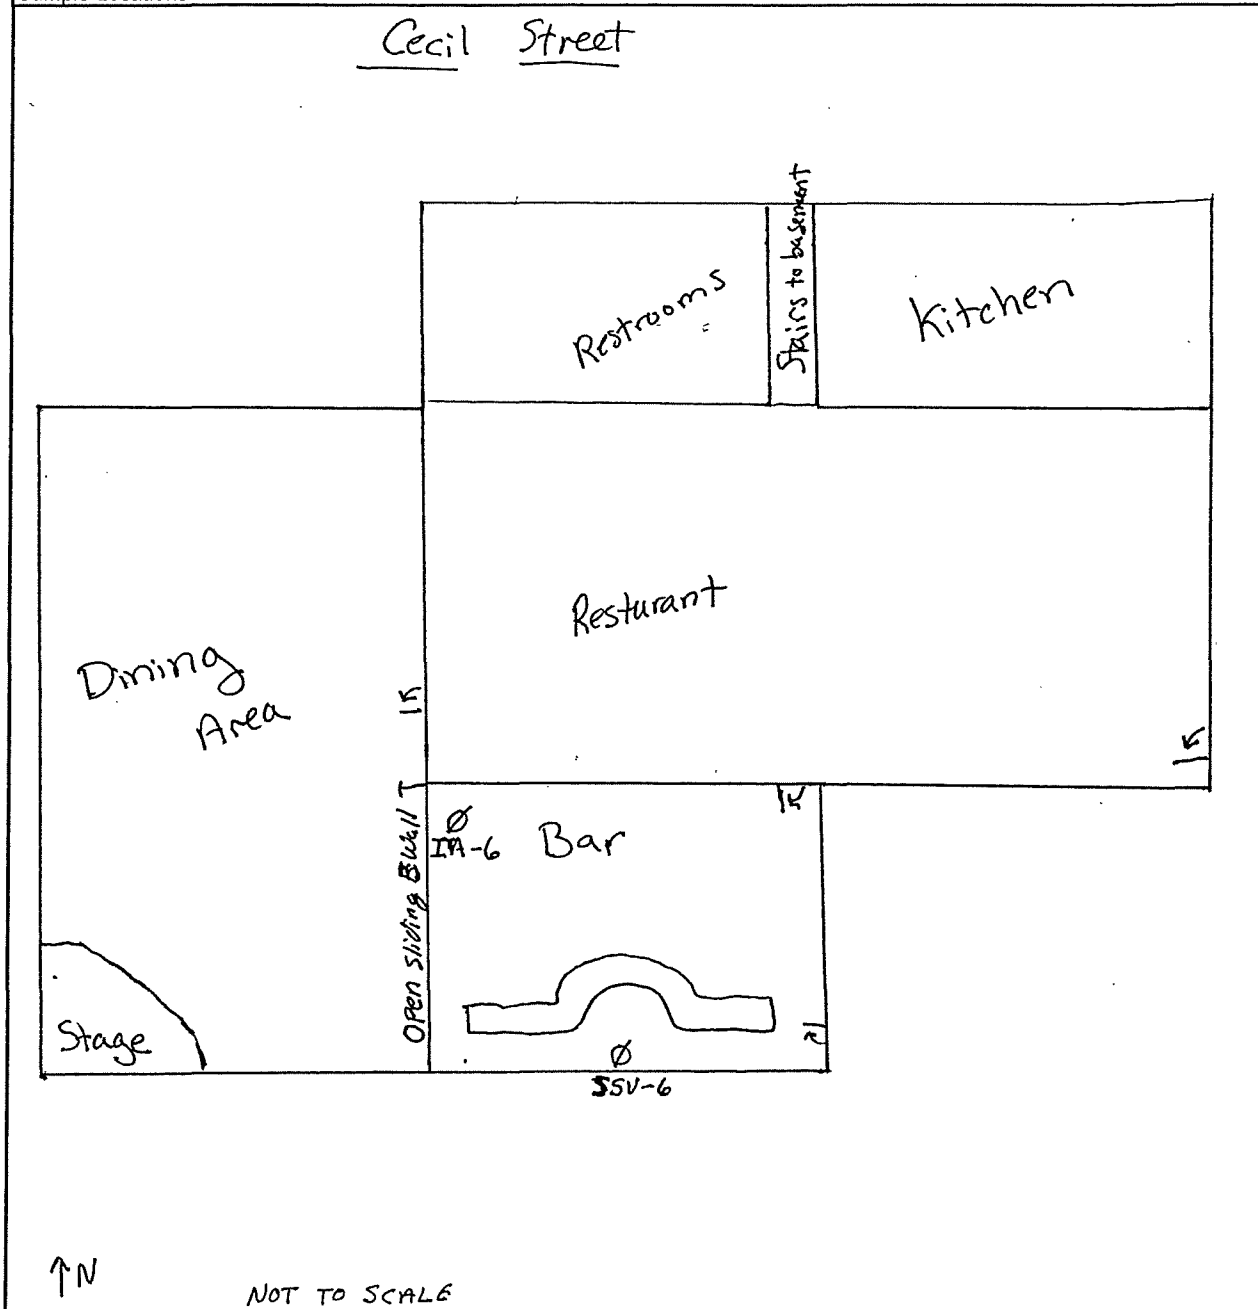 Cecil Street
Stairs to basement
Restrooms
Kitchen
Resturant
Dining
Area
Open sliding Wall
IA-6
Bar
Stage
SSV-6
↑N
NOT TO SCALE